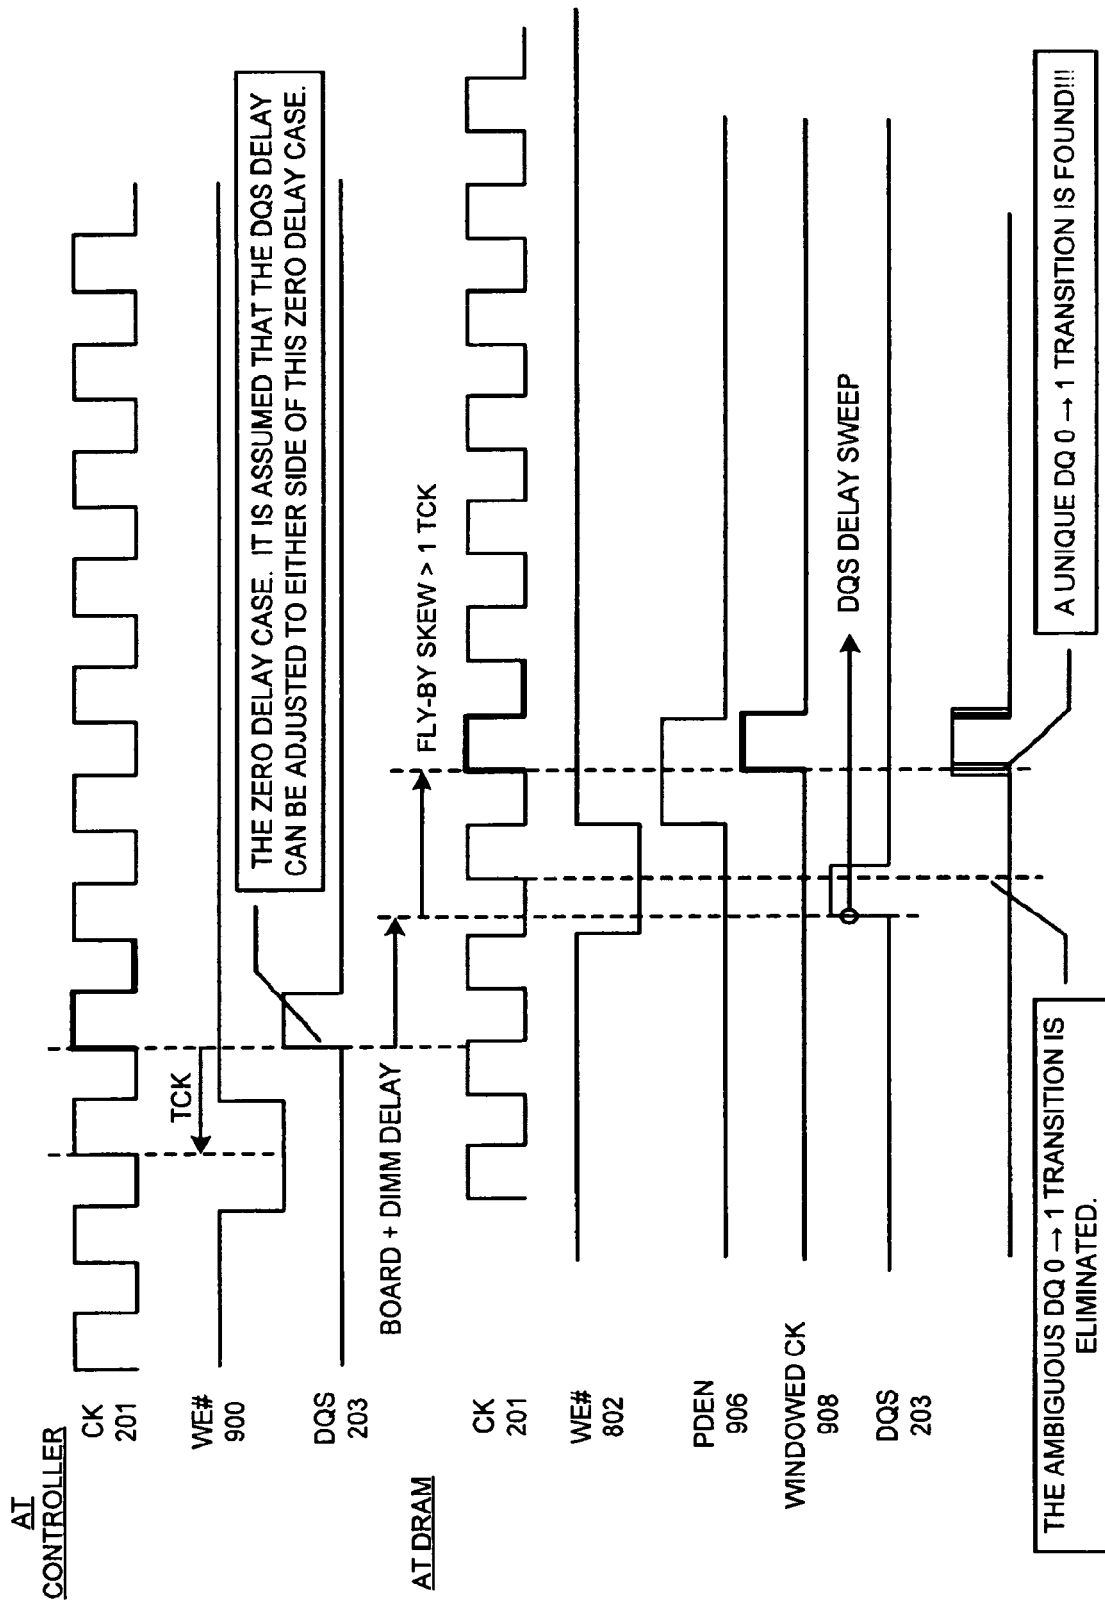 AT
CONTROLLER
CK
201
WE#
900
TCK
DQS
203
THE ZERO DELAY CASE. IT IS ASSUMED THAT THE DQS DELAY
CAN BE ADJUSTED TO EITHER SIDE OF THIS ZERO DELAY CASE.
BOARD + DIMM DELAY
FLY-BY SKEW > 1 TCK
AT DRAM
CK
201
WE#
802
PDEN
906
WINDOWED CK
908
DQS
203
DQS DELAY SWEEP
THE AMBIGUOUS DQ 0 → 1 TRANSITION IS
ELIMINATED.
A UNIQUE DQ 0 → 1 TRANSITION IS FOUND!!!